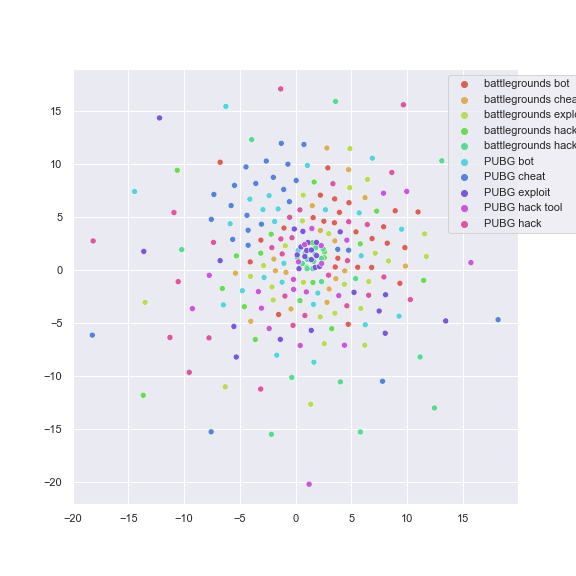 battlegrounds bot
battlegrounds chea
battlegrounds explo
battlegrounds hack
battlegrounds hack
PUBG bot
PUBG cheat
PUBG exploit
PUBG hack tool
PUBG hack
15
10
5
0
−5
−10
−15
−20
−20 −15 −10 −5 0 5 10 15